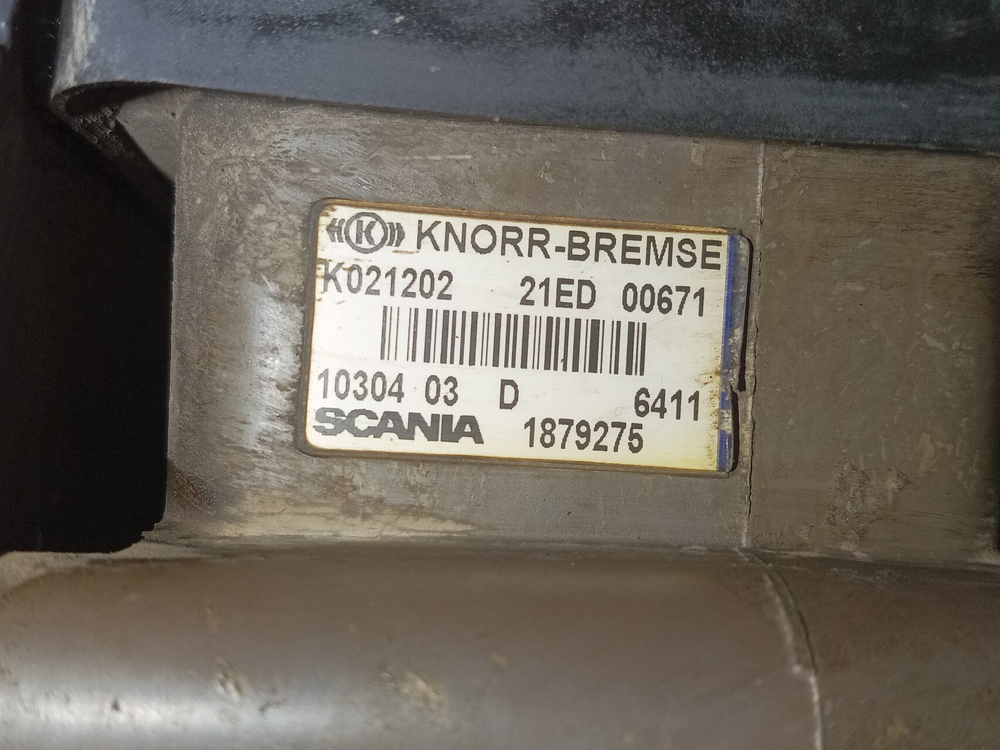 K KNORR-BREMSE
K021202 21ED 00671
10304 03 D 6411
SCANIA 1879275